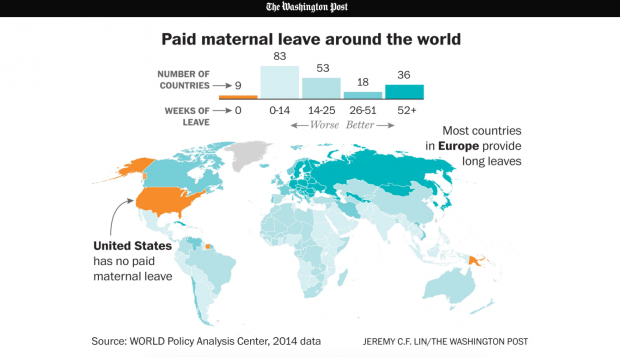 The Washington Post
Paid maternal leave around the world
83
53
36
18
9
NUMBER OF
COUNTRIES
WEEKS OF
LEAVE
0
0-14
14-25
26-51
52+
Worse Better
Most countries
in Europe provide
long leaves
United States
has no paid
maternal leave
Source: WORLD Policy Analysis Center, 2014 data
JEREMY C.F. LIN/THE WASHINGTON POST